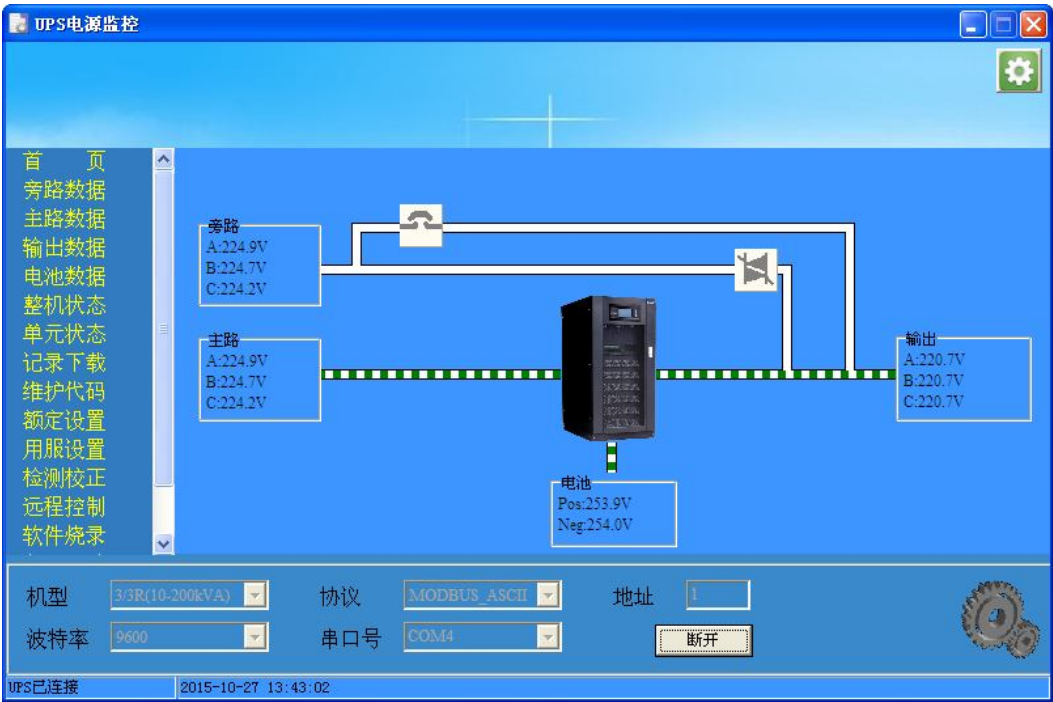 UPS电源监控
首 页
旁路数据
主路数据
输出数据
电池数据
整机状态
单元状态
记录下载
维护代码
额定设置
用服设置
检测校正
远程控制
软件烧录
旁路
A:224.9V
B:224.7V
C:224.2V
主路
A:224.9V
B:224.7V
C:224.2V
输出
A:220.7V
B:220.7V
C:220.7V
电池
Pos:253.9V
Neg:254.0V
机型 3/3R(10-200kVA) 协议 MODBUS_ASCII 地址 1
波特率 9600 串口号 COM4 断开
UPS已连接 2015-10-27 13:43:02